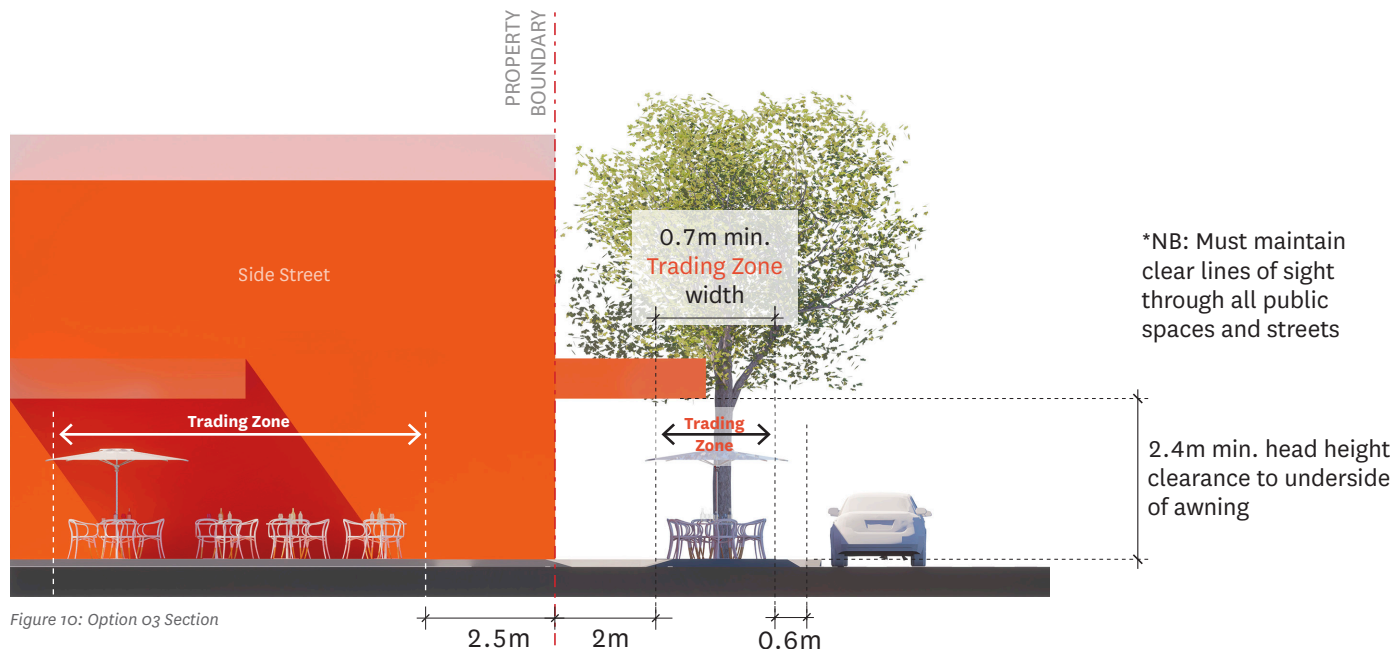 PROPERTY
BOUNDARY
Side Street
0.7m min.
Trading Zone
width
*NB: Must maintain
clear lines of sight
through all public
spaces and streets
Trading Zone
Trading
Zone
2.4m min. head height
clearance to underside
of awning
Figure 10: Option 03 Section
2.5m
2m
0.6m